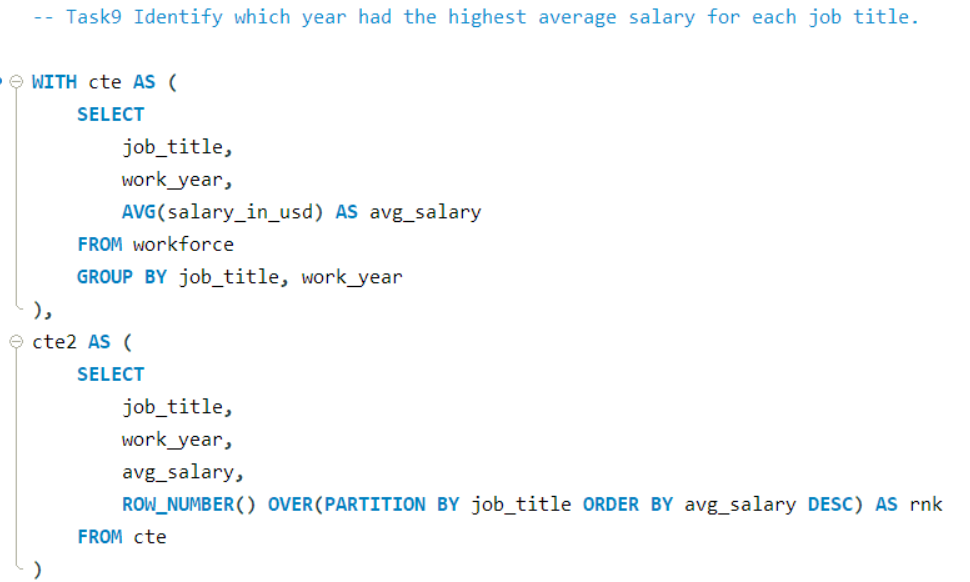 -- Task9 Identify which year had the highest average salary for each job title.
WITH cte AS (
SELECT
job_title,
work_year,
AVG(salary_in_usd) AS avg_salary
FROM workforce
GROUP BY job_title, work_year
),
cte2 AS (
SELECT
job_title,
work_year,
avg_salary,
ROW_NUMBER() OVER(PARTITION BY job_title ORDER BY avg_salary DESC) AS rnk
FROM cte
)